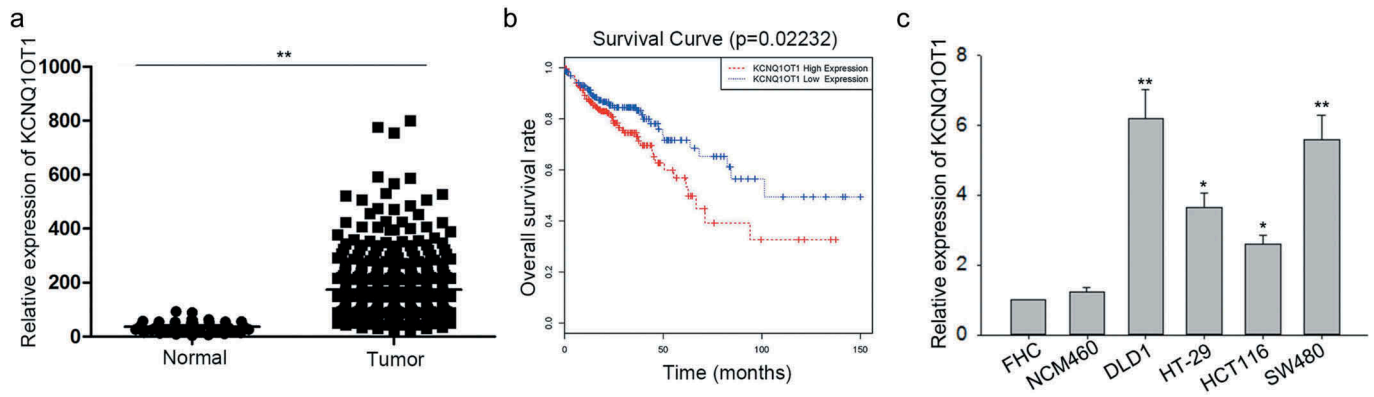 a
Relative expression of KCNQ1OT1
1000
800
600
400
200
0
**
Normal
Tumor
b
Survival Curve (p=0.02232)
KCNQ1OT1 High Expression
KCNQ1OT1 Low Expression
Overall survival rate
1.0
0.8
0.6
0.4
0.2
0.0
0
50
100
150
Time (months)
c
Relative expression of KCNQ1OT1
8
6
4
2
0
**
*
*
**
FHC
NCM460
DLD1
HT-29
HCT116
SW480